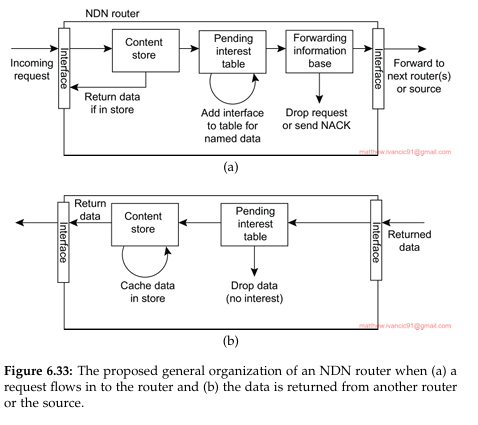 NDN router
Incoming
request
Interface
Content
store
Return data
if in store
Pending
interest
table
Add interface
to table for
named data
Forwarding
information
base
Drop request
or send NACK
Interface
Forward to
next router(s)
or source
matthew.ivancic91@gmail.com
(a)
Interface
Return
data
Content
store
Cache data
in store
Pending
interest
table
Drop data
(no interest)
Interface
Returned
data
matthew.ivancic91@gmail.com
(b)
Figure 6.33: The proposed general organization of an NDN router when (a) a
request flows in to the router and (b) the data is returned from another router
or the source.